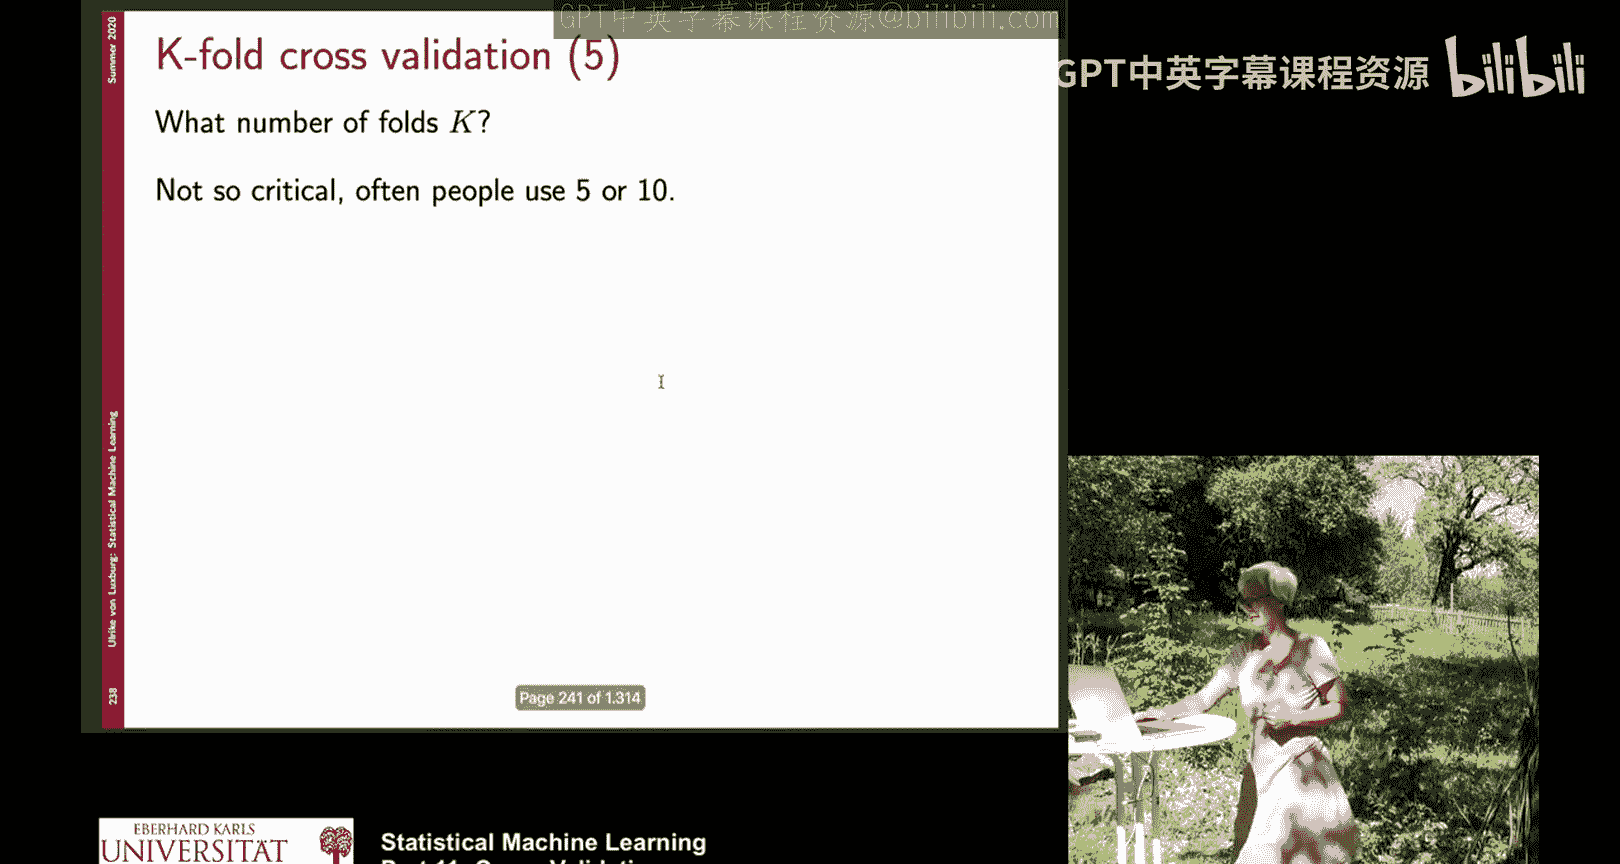 GPT中英字幕课程资源@bilibili.com
GPT中英字幕课程资源 bilibili
Summer 2020
K-fold cross validation (5)
What number of folds K?
Not so critical, often people use 5 or 10.
Ulrike von Luxburg: Statistical Machine Learning
238
Page 241 of 1.314
EBERHARD KARLS
UNIVERSITÄT
Statistical Machine Learning